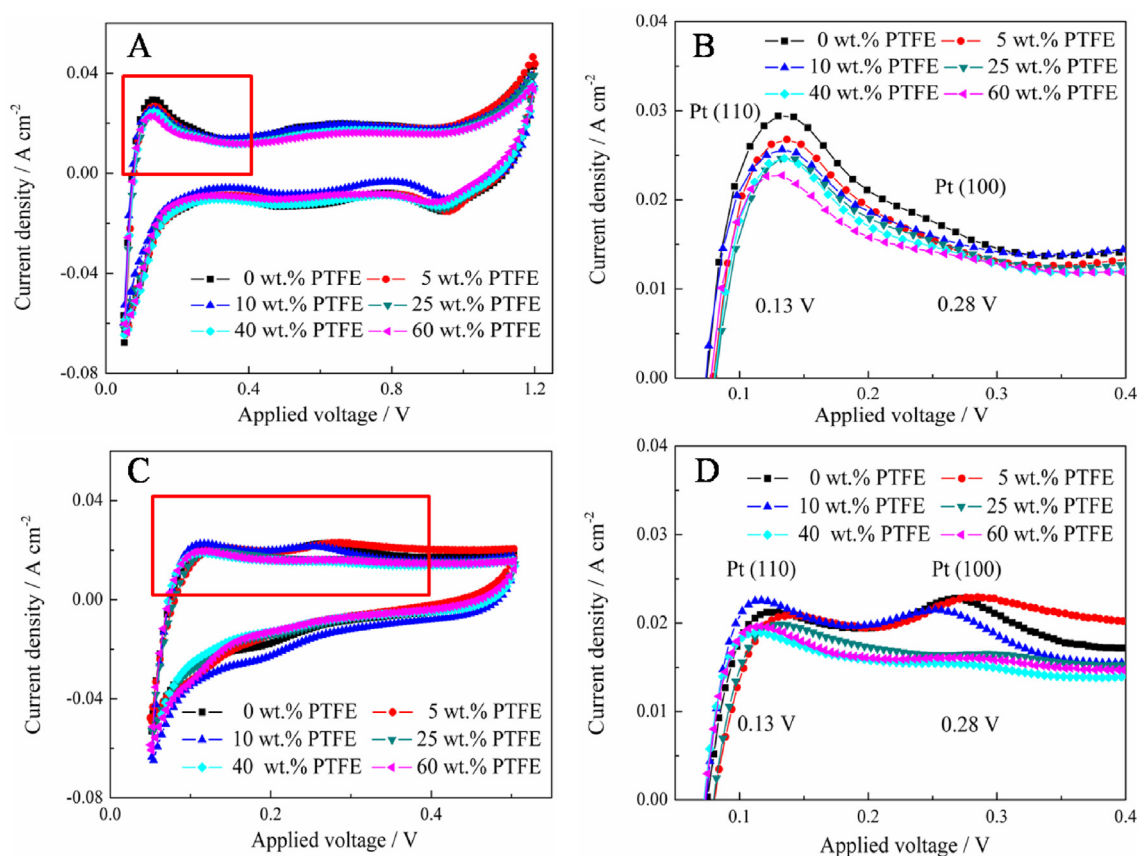 A
0.04
0.00
-0.04
-0.08
Current density / A cm-2
0 wt.% PTFE
5 wt.% PTFE
10 wt.% PTFE
25 wt.% PTFE
40 wt.% PTFE
60 wt.% PTFE
0.0
0.4
0.8
1.2
Applied voltage / V
B
0 wt.% PTFE
5 wt.% PTFE
10 wt.% PTFE
25 wt.% PTFE
40 wt.% PTFE
60 wt.% PTFE
0.04
0.03
0.02
0.01
0.00
Current density / A cm-2
Pt (110)
Pt (100)
0.13 V
0.28 V
0.1
0.2
0.3
0.4
Applied voltage / V
C
0.04
0.00
-0.04
-0.08
Current density / A cm-2
0 wt.% PTFE
5 wt.% PTFE
10 wt.% PTFE
25 wt.% PTFE
40 wt.% PTFE
60 wt.% PTFE
0.0
0.2
0.4
Applied voltage / V
D
0 wt.% PTFE
5 wt.% PTFE
10 wt.% PTFE
25 wt.% PTFE
40 wt.% PTFE
60 wt.% PTFE
0.04
0.03
0.02
0.01
0.00
Current density / A cm-2
Pt (110)
Pt (100)
0.13 V
0.28 V
0.1
0.2
0.3
0.4
Applied voltage / V